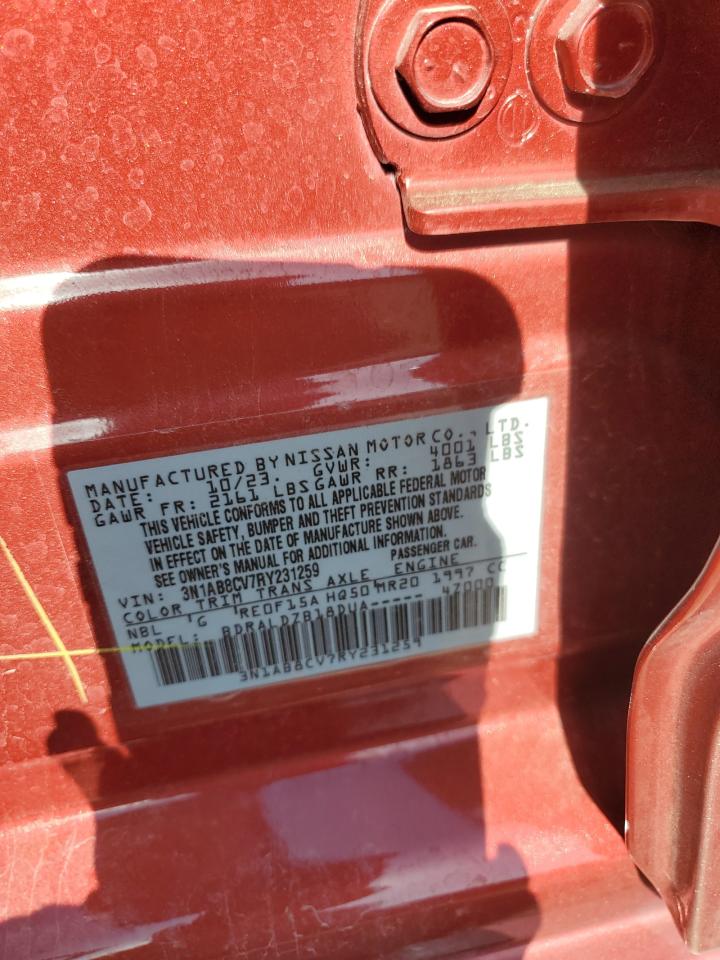 MANUFACTURED BY NISSAN MOTOR CO., LTD.
DATE: 10/23. GVWR: 4001 LBS
GAWR FR: 2161 LBS GAWR RR: 1863 LBS
THIS VEHICLE CONFORMS TO ALL APPLICABLE FEDERAL MOTOR
VEHICLE SAFETY, BUMPER AND THEFT PREVENTION STANDARDS
IN EFFECT ON THE DATE OF MANUFACTURE SHOWN ABOVE.
SEE OWNER'S MANUAL FOR ADDITIONAL INFORMATION.
VIN: 3N1AB8CV7RY231259 PASSENGER CAR.
COLOR TRIM TRANS AXLE ENGINE
NBL G RE0F15A HQ50 MR20 1997 CC
MODEL: BDRALDZB18DUA----- 47000
3N1AB8CV7RY231259